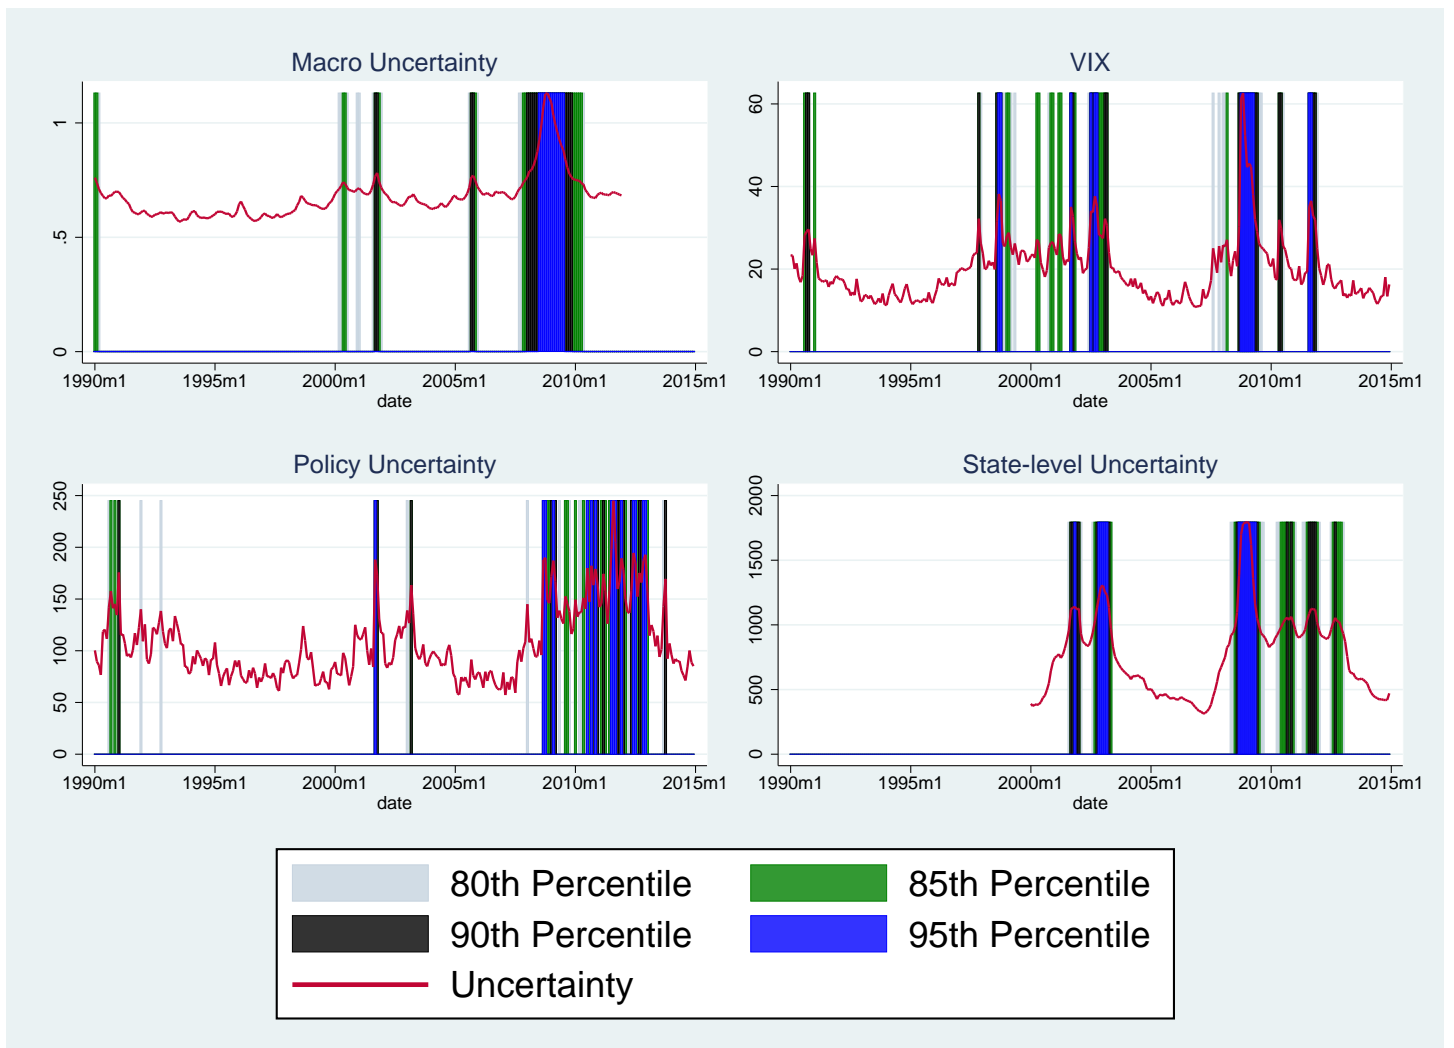 Macro Uncertainty
1
.5
0
1990m1 1995m1 2000m1 2005m1 2010m1 2015m1
date
VIX
60
40
20
0
1990m1 1995m1 2000m1 2005m1 2010m1 2015m1
date
Policy Uncertainty
250
200
150
100
50
0
1990m1 1995m1 2000m1 2005m1 2010m1 2015m1
date
State-level Uncertainty
2000
1500
1000
500
0
1990m1 1995m1 2000m1 2005m1 2010m1 2015m1
date
80th Percentile 85th Percentile
90th Percentile 95th Percentile
Uncertainty